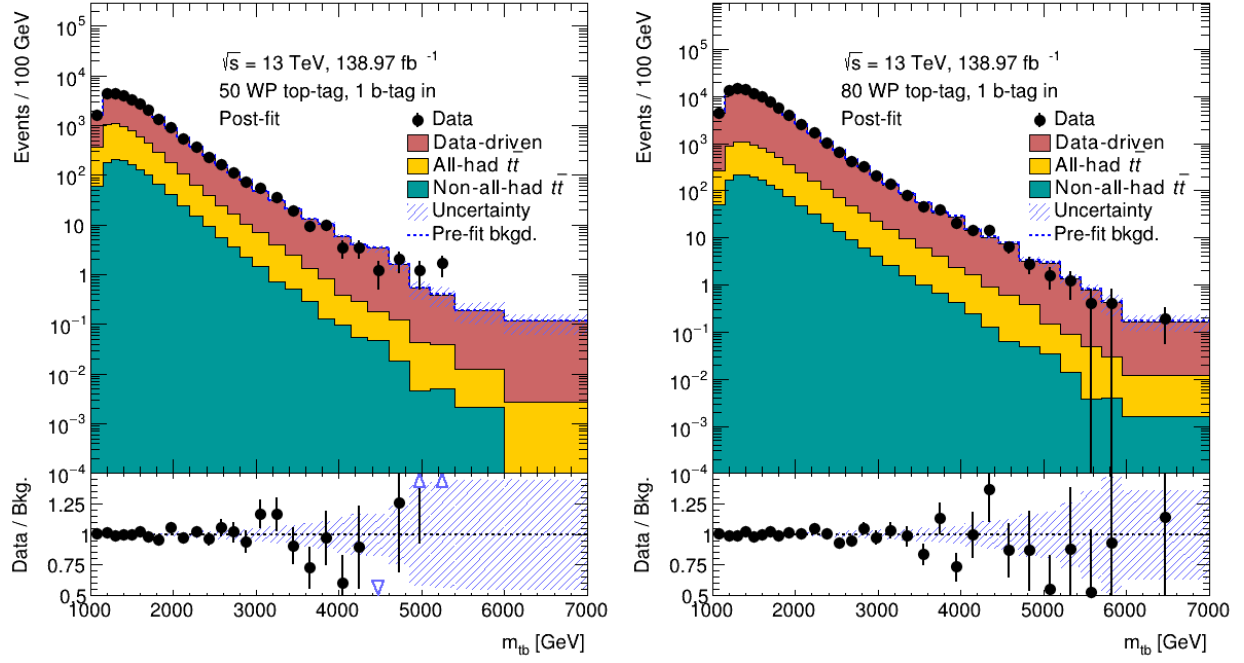 Events / 100 GeV
10⁵
10⁴
10³
10²
10
1
10⁻¹
10⁻²
10⁻³
10⁻⁴
√s = 13 TeV, 138.97 fb ⁻¹
50 WP top-tag, 1 b-tag in
Post-fit
Data
Data-driven
All-had tt̅
Non-all-had tt̅
Uncertainty
Pre-fit bkgd.
Data / Bkg.
1.25
1
0.75
0.5
1000 2000 3000 4000 5000 6000 7000
m_tb [GeV]
Events / 100 GeV
10⁵
10⁴
10³
10²
10
1
10⁻¹
10⁻²
10⁻³
10⁻⁴
√s = 13 TeV, 138.97 fb ⁻¹
80 WP top-tag, 1 b-tag in
Post-fit
Data
Data-driven
All-had tt̅
Non-all-had tt̅
Uncertainty
Pre-fit bkgd.
Data / Bkg.
1.25
1
0.75
0.5
1000 2000 3000 4000 5000 6000 7000
m_tb [GeV]